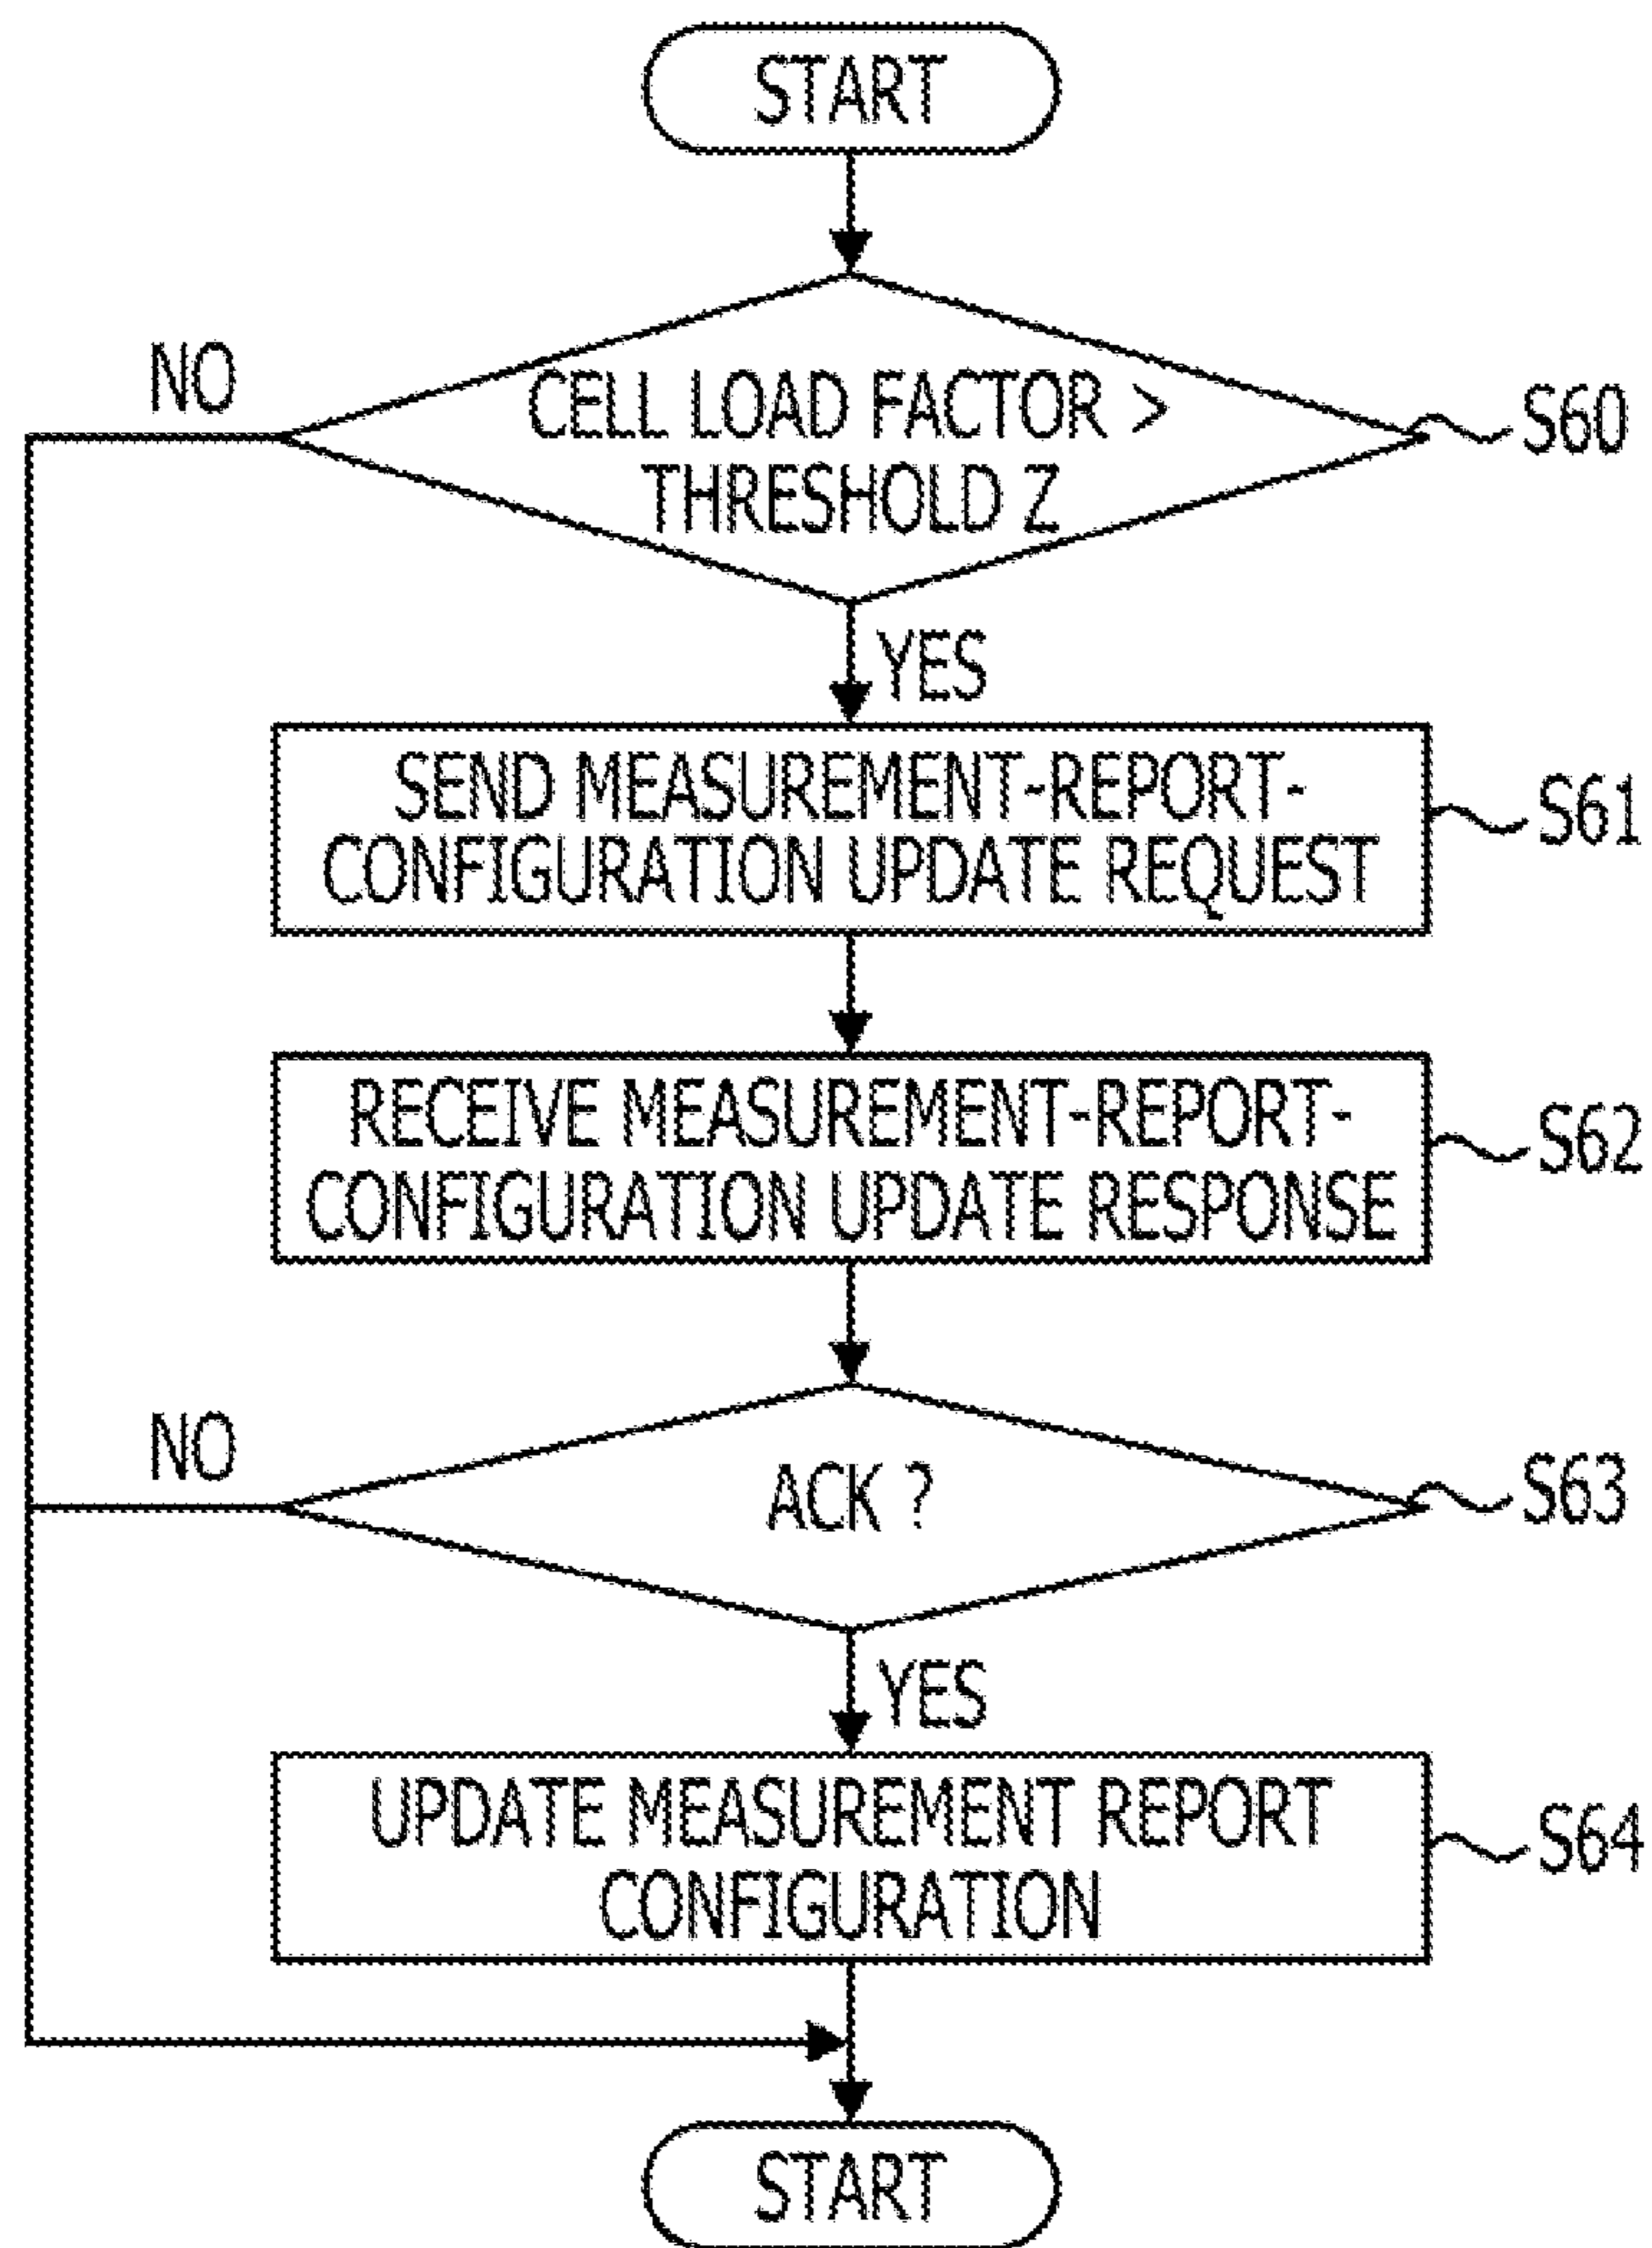 START
NO
CELL LOAD FACTOR >
THRESHOLD Z
S60
YES
SEND MEASUREMENT-REPORT-
CONFIGURATION UPDATE REQUEST
S61
RECEIVE MEASUREMENT-REPORT-
CONFIGURATION UPDATE RESPONSE
S62
NO
ACK ?
S63
YES
UPDATE MEASUREMENT REPORT
CONFIGURATION
S64
START